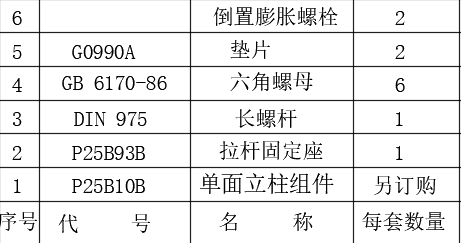 6 倒置膨胀螺栓 2
5 G0990A 垫片 2
4 GB 6170-86 六角螺母 6
3 DIN 975 长螺杆 1
2 P25B93B 拉杆固定座 1
1 P25B10B 单面立柱组件 另订购
序号 代 号 名 称 每套数量